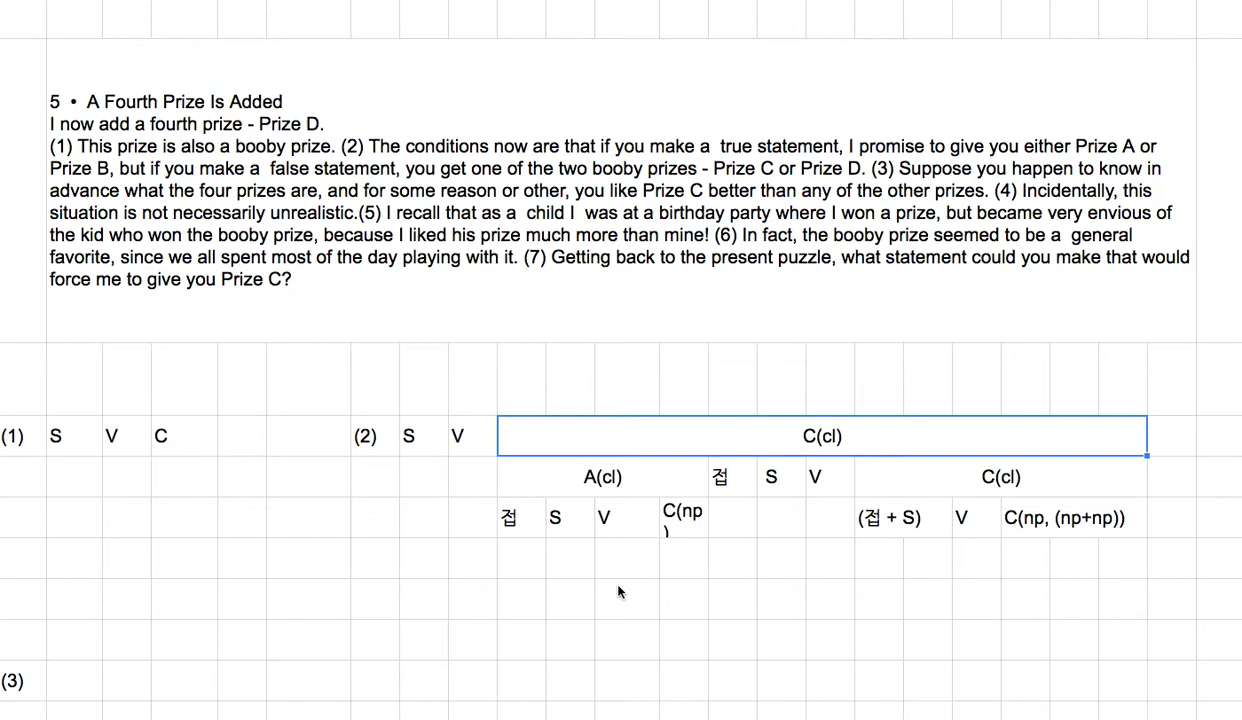 5 • A Fourth Prize Is Added
I now add a fourth prize - Prize D.
(1) This prize is also a booby prize. (2) The conditions now are that if you make a  true statement, I promise to give you either Prize A or
Prize B, but if you make a  false statement, you get one of the two booby prizes - Prize C or Prize D. (3) Suppose you happen to know in
advance what the four prizes are, and for some reason or other, you like Prize C better than any of the other prizes. (4) Incidentally, this
situation is not necessarily unrealistic.(5) I recall that as a  child I  was at a birthday party where I won a prize, but became very envious of
the kid who won the booby prize, because I liked his prize much more than mine! (6) In fact, the booby prize seemed to be a  general
favorite, since we all spent most of the day playing with it. (7) Getting back to the present puzzle, what statement could you make that would
force me to give you Prize C?
(1) S V C (2) S V C(cl)
A(cl) 접 S V C(cl)
접 S V C(np) (접 + S) V C(np, (np+np))
(3)